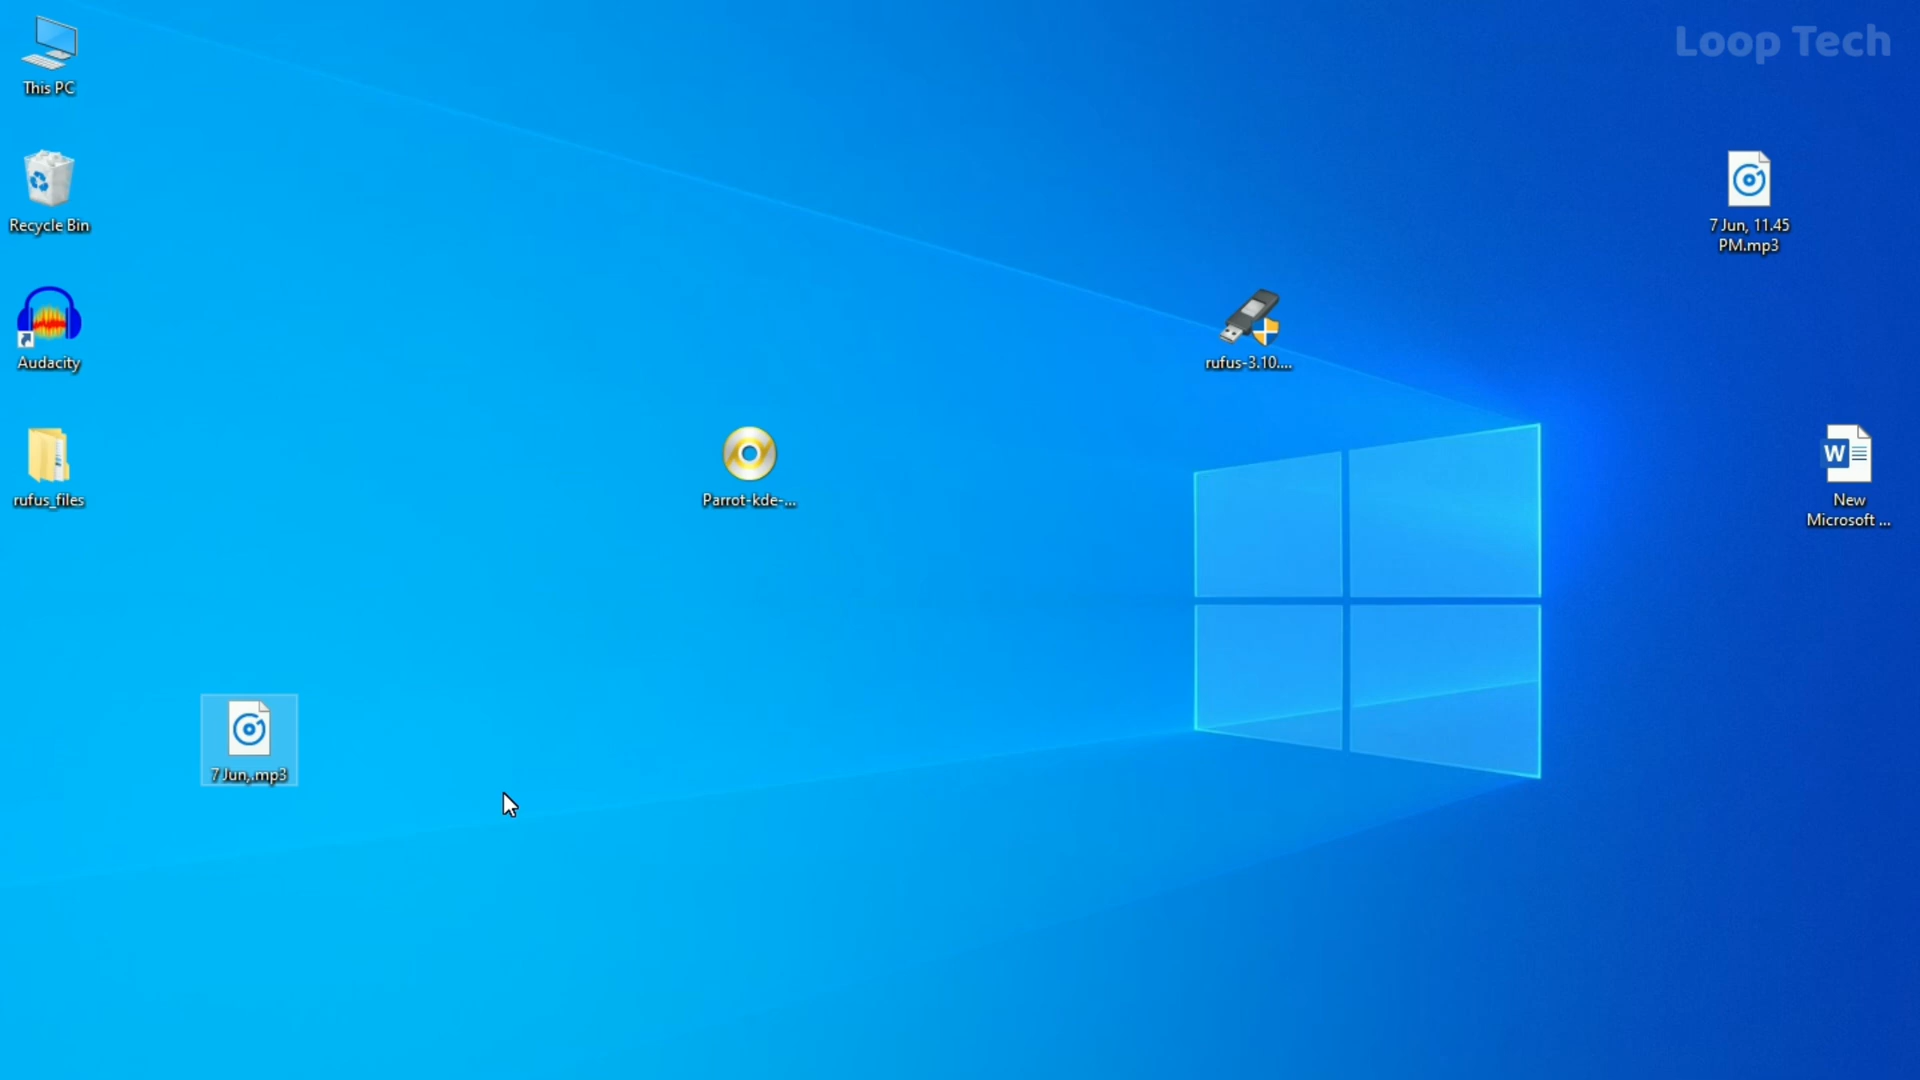 Loop Tech
This PC
Recycle Bin
7 Jun, 11.45
PM.mp3
Audacity
rufus-3.10....
rufus_files
Parrot-kde-...
New
Microsoft ...
W
7 Jun,.mp3